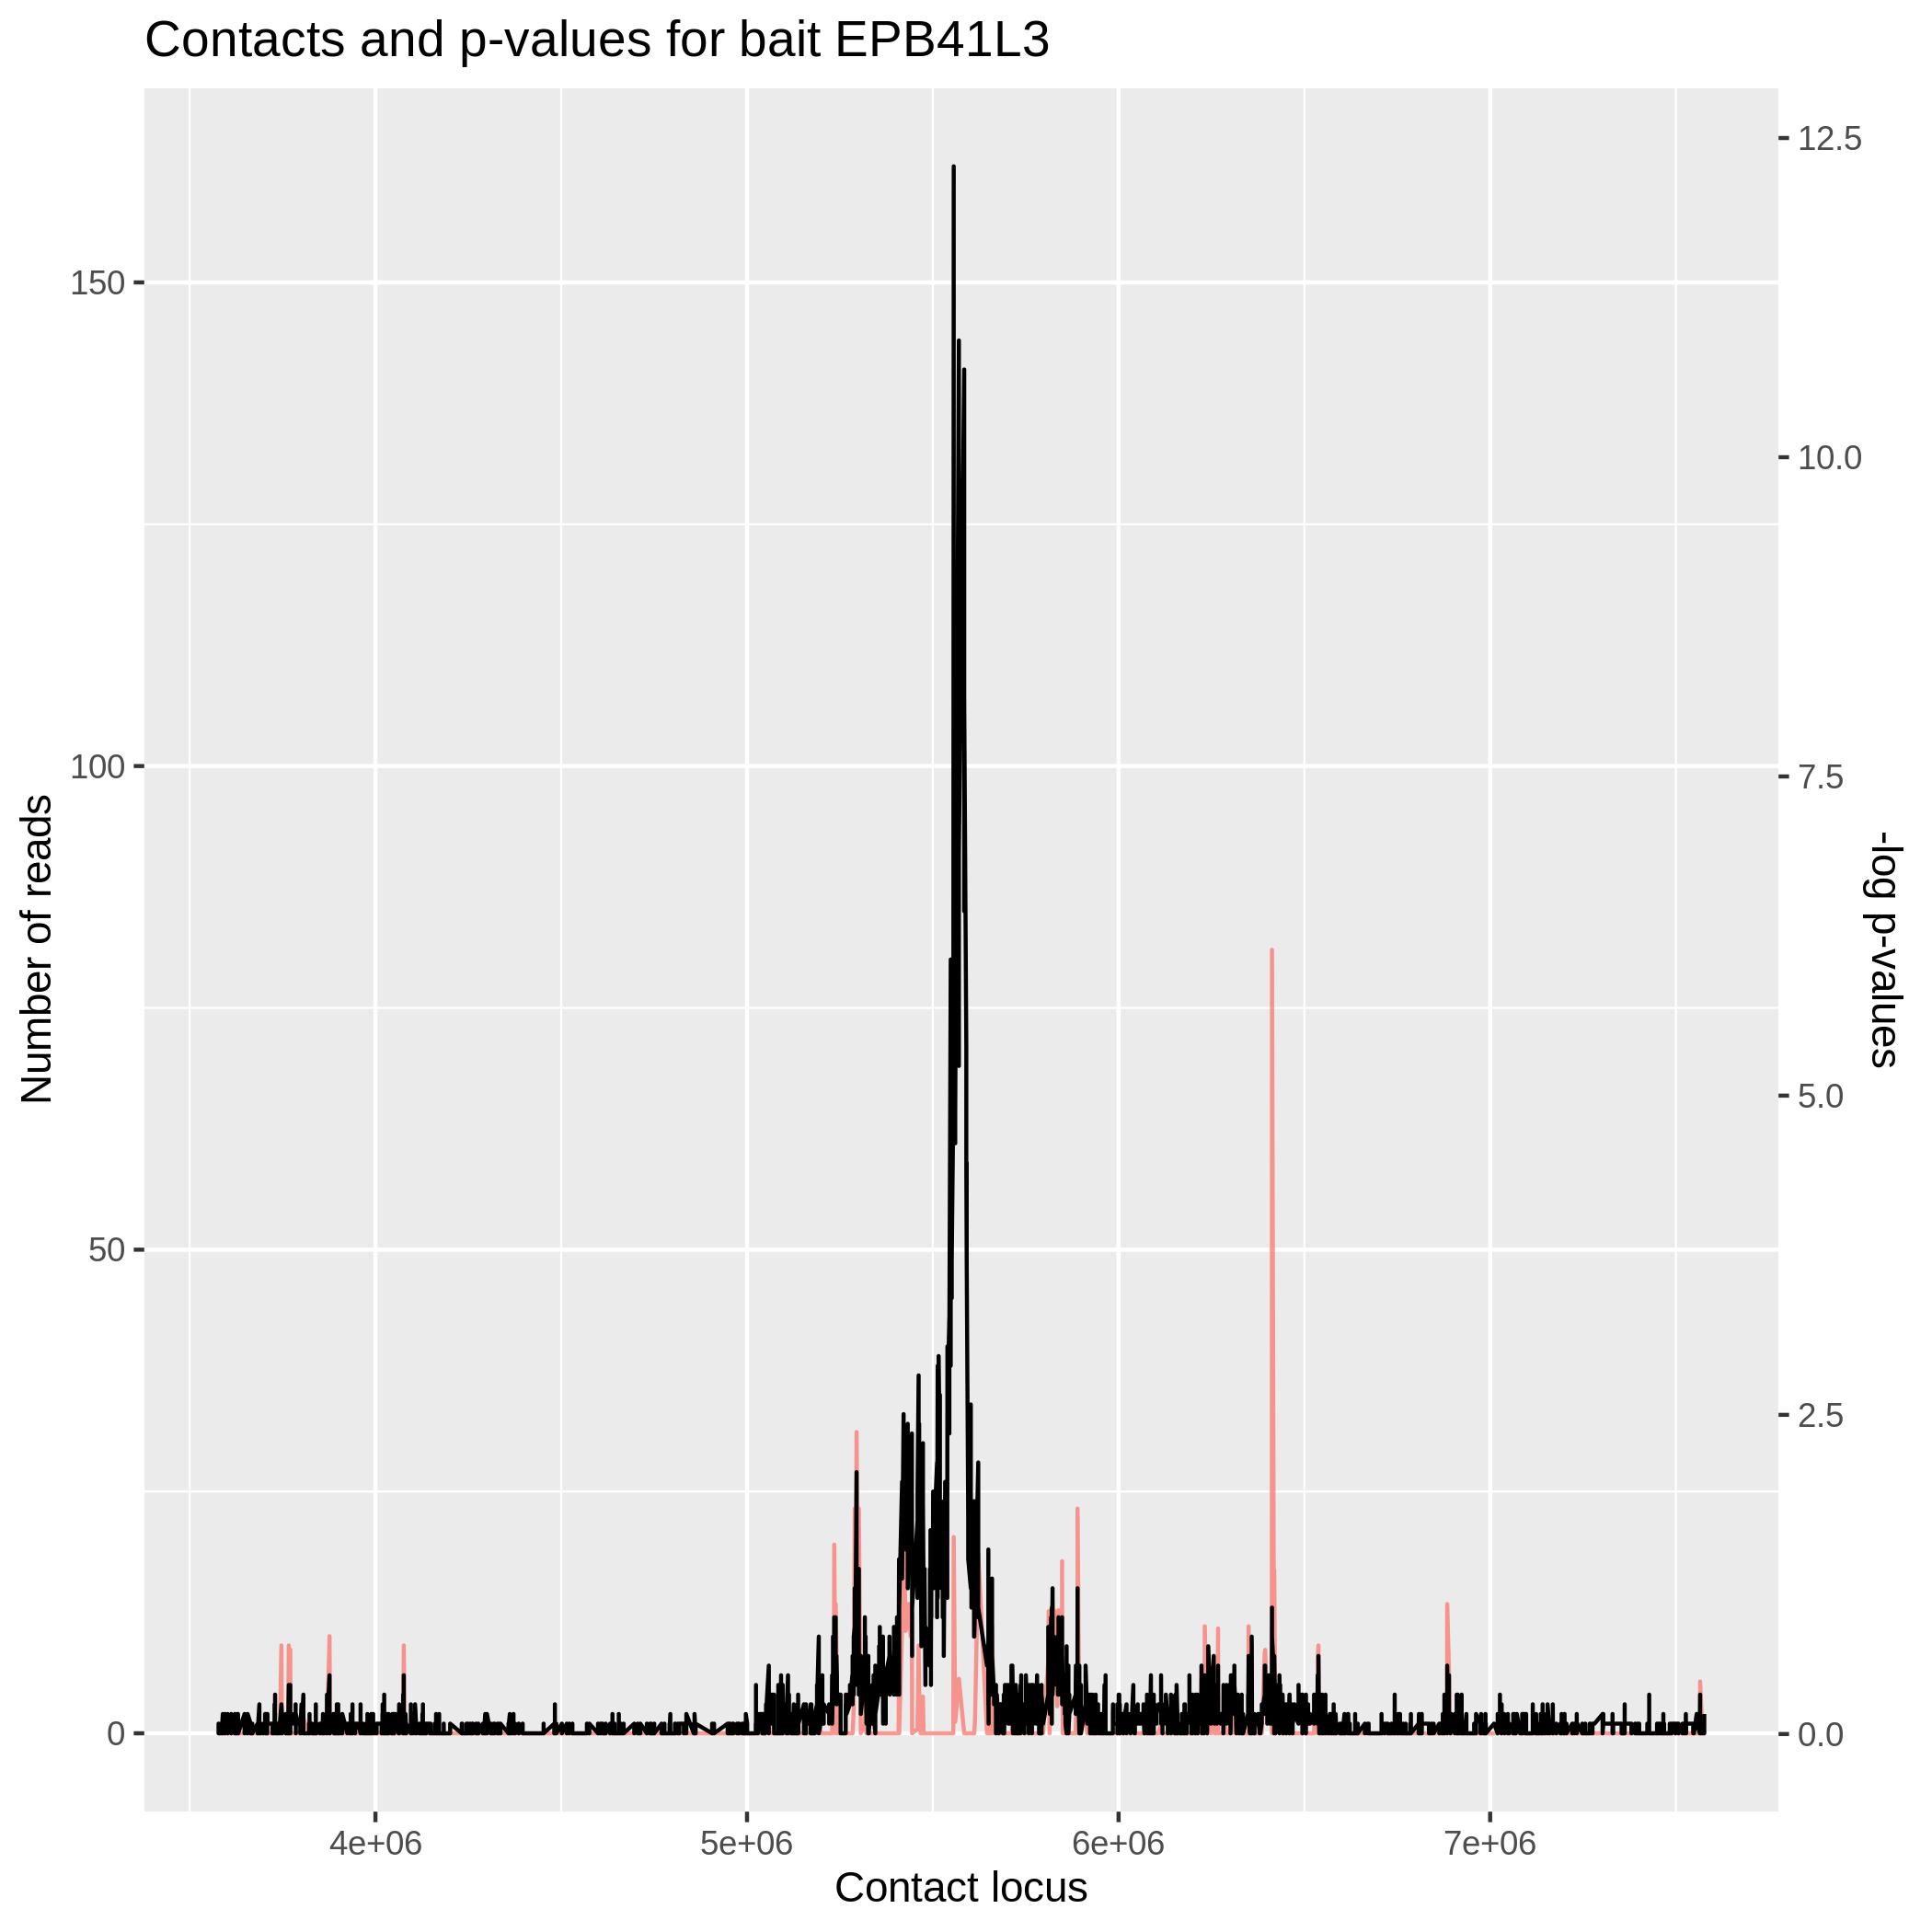 Contacts and p-values for bait EPB41L3
150
100
50
0
12.5
10.0
7.5
5.0
2.5
0.0
Number of reads
-log p-values
4e+06
5e+06
6e+06
7e+06
Contact locus